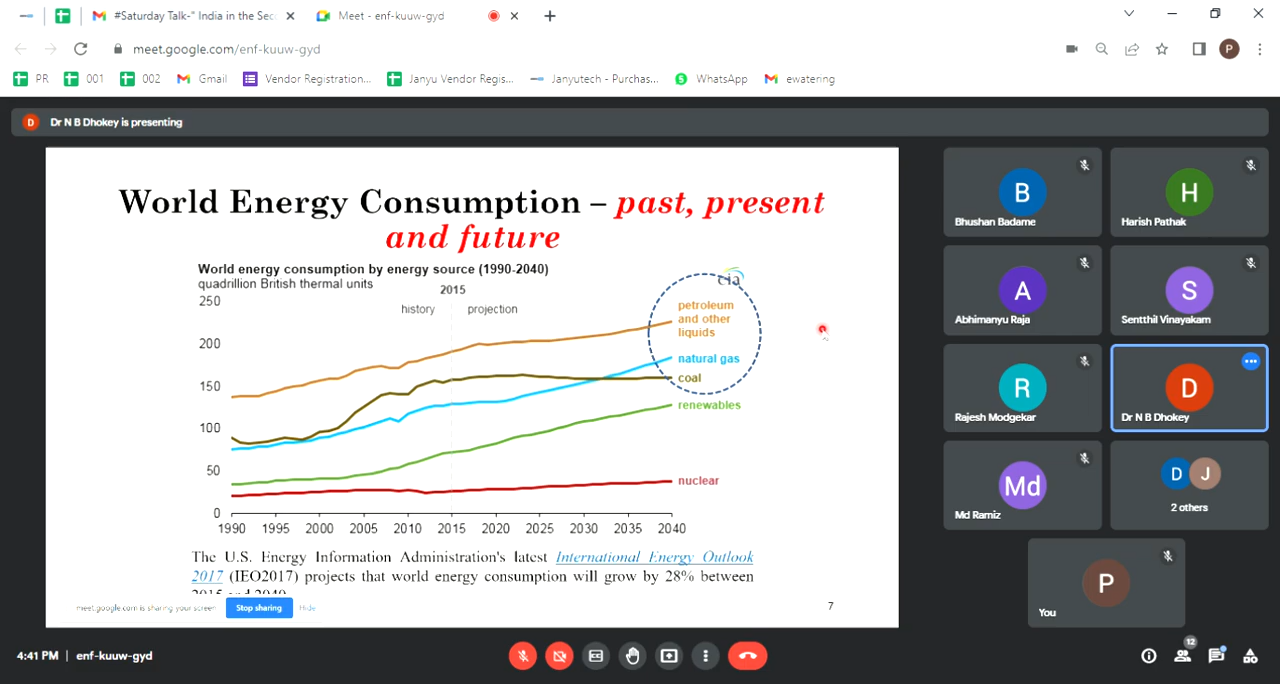 #Saturday Talk-" India in the Sec
Meet - enf-kuuw-gyd
meet.google.com/enf-kuuw-gyd
P
PR
001
002
Gmail
Vendor Registration...
Janyu Vendor Regis...
Janyutech - Purchas...
WhatsApp
ewatering
D
Dr N B Dhokey is presenting
World Energy Consumption – past, present
and future
World energy consumption by energy source (1990-2040)
quadrillion British thermal units
eia
2015
history
projection
250
200
150
100
50
0
petroleum
and other
liquids
natural gas
coal
renewables
nuclear
1990 1995 2000 2005 2010 2015 2020 2025 2030 2035 2040
The U.S. Energy Information Administration's latest International Energy Outlook
2017 (IEO2017) projects that world energy consumption will grow by 28% between
2015 and 2040
meet.google.com is sharing your screen
Stop sharing
Hide
7
B
Bhushan Badame
H
Harish Pathak
A
Abhimanyu Raja
S
Sentthil Vinayakam
R
Rajesh Modgekar
D
Dr N B Dhokey
Md
Md Ramiz
D
J
2 others
P
You
4:41 PM | enf-kuuw-gyd
12